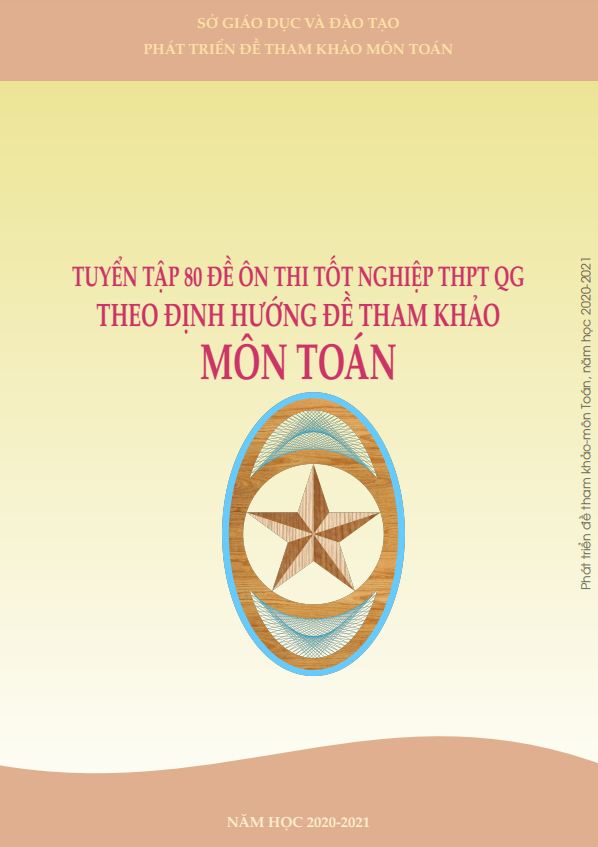 SỞ GIÁO DỤC VÀ ĐÀO TẠO
PHÁT TRIỂN ĐỀ THAM KHẢO MÔN TOÁN
TUYỂN TẬP 80 ĐỀ ÔN THI TỐT NGHIỆP THPT QG
THEO ĐỊNH HƯỚNG ĐỀ THAM KHẢO
MÔN TOÁN
Phát triển đề tham khảo-môn Toán, năm học 2020-2021
NĂM HỌC 2020-2021